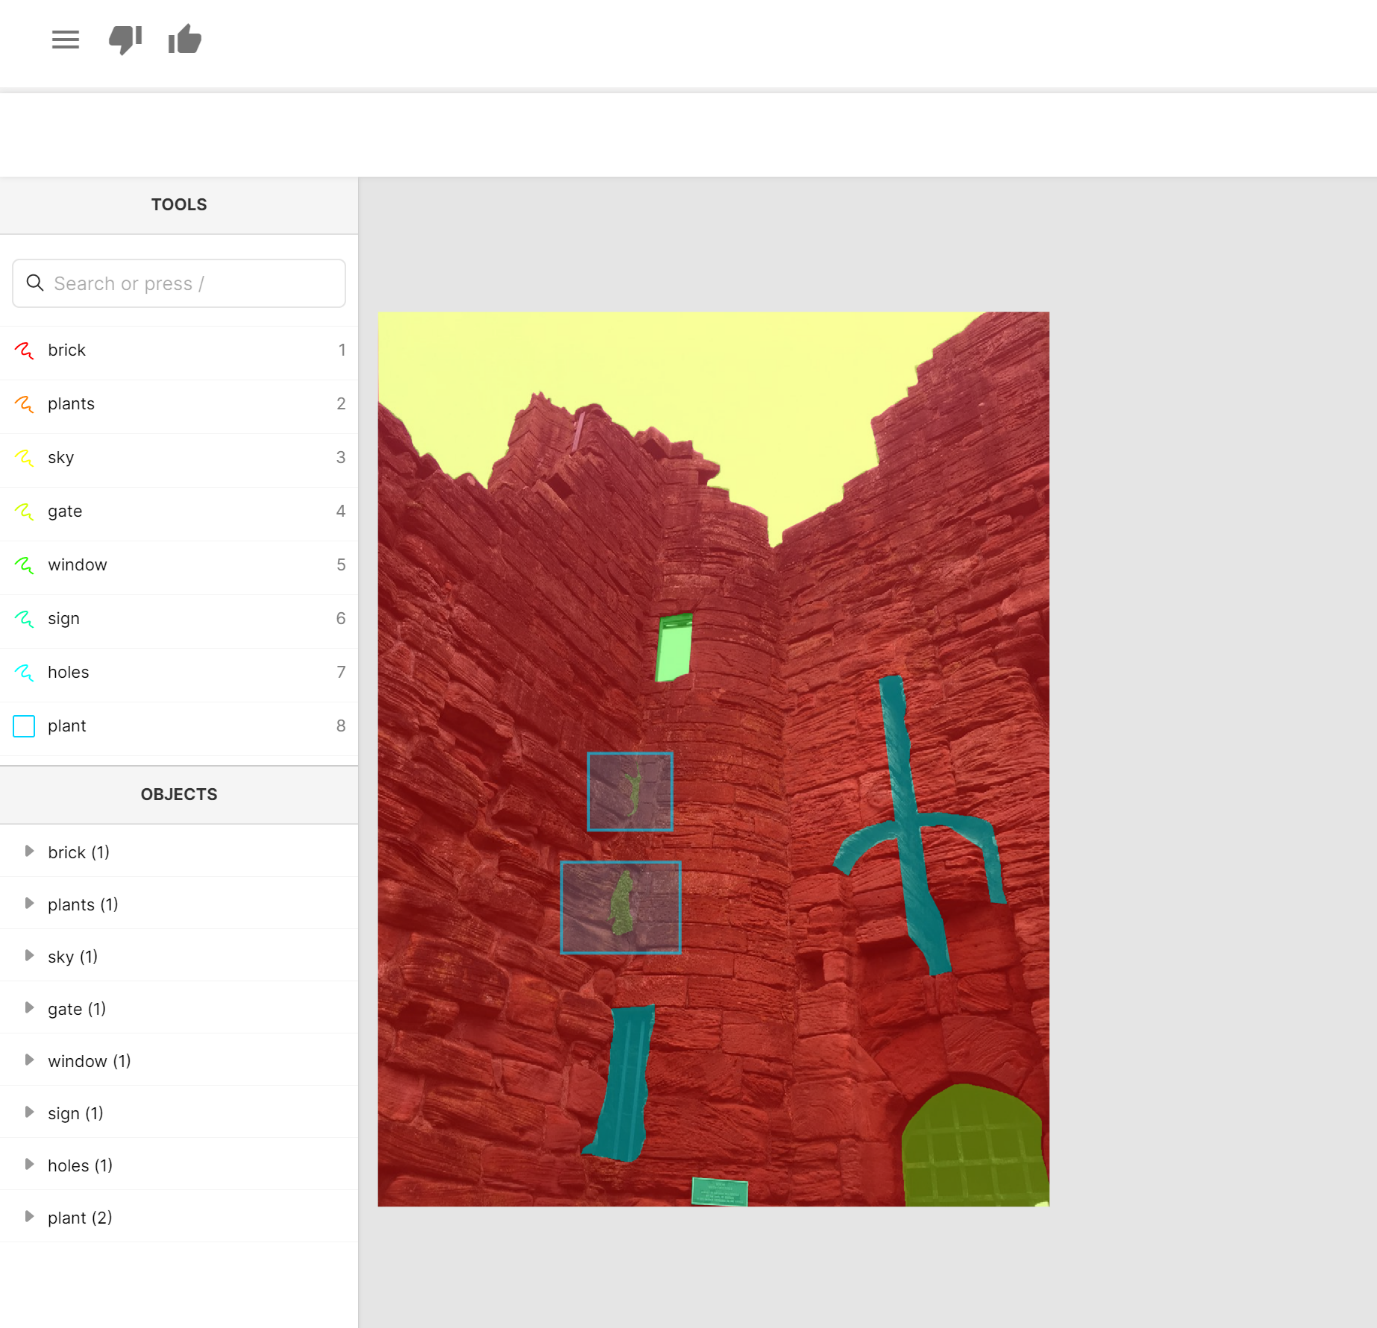 TOOLS
Search or press /
brick 1
plants 2
sky 3
gate 4
window 5
sign 6
holes 7
plant 8
OBJECTS
brick (1)
plants (1)
sky (1)
gate (1)
window (1)
sign (1)
holes (1)
plant (2)